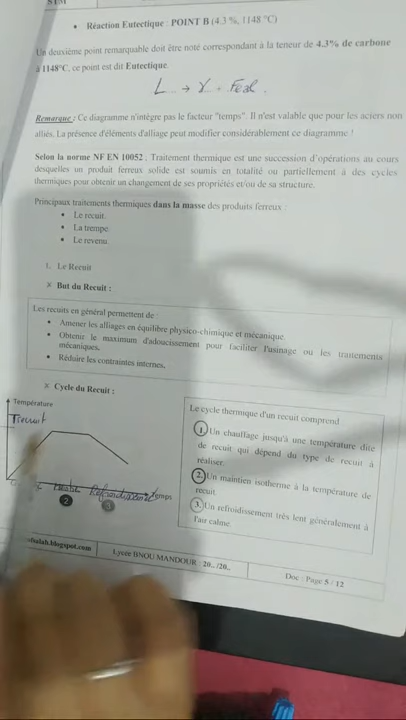 STM
• Réaction Eutectique : POINT B (4.3 %, 1148 °C)
Un deuxième point remarquable doit être noté correspondant à la teneur de 4.3% de carbone
à 1148°C, ce point est dit Eutectique.
L → γ + Fe3C
Remarque : Ce diagramme n'intègre pas le facteur "temps". Il n'est valable que pour les aciers non
alliés. La présence d'éléments d'alliage peut modifier considérablement ce diagramme !
Selon la norme NF EN 10052 : Traitement thermique est une succession d'opérations au cours
desquelles un produit ferreux solide est soumis en totalité ou partiellement à des cycles
thermiques pour obtenir un changement de ses propriétés et/ou de sa structure.
Principaux traitements thermiques dans la masse des produits ferreux :
• Le recuit.
• La trempe
• Le revenu
1. Le Recuit
But du Recuit :
Les recuits en général permettent de :
• Amener les alliages en équilibre physico-chimique et mécanique.
• Obtenir le maximum d'adoucissement pour faciliter l'usinage ou les traitements
mécaniques.
• Réduire les contraintes internes.
Cycle du Recuit :
Température
Trecuit
Refroidissement
temps
2
3
Le cycle thermique d'un recuit comprend
1. Un chauffage jusqu'à une température dite
de recuit qui dépend du type de recuit à
réaliser.
2. Un maintien isotherme à la température de
recuit.
3. Un refroidissement très lent généralement à
l'air calme.
.blogspot.com
Lycée BNOU MANDOUR 20../20..
Doc : Page 5 / 12